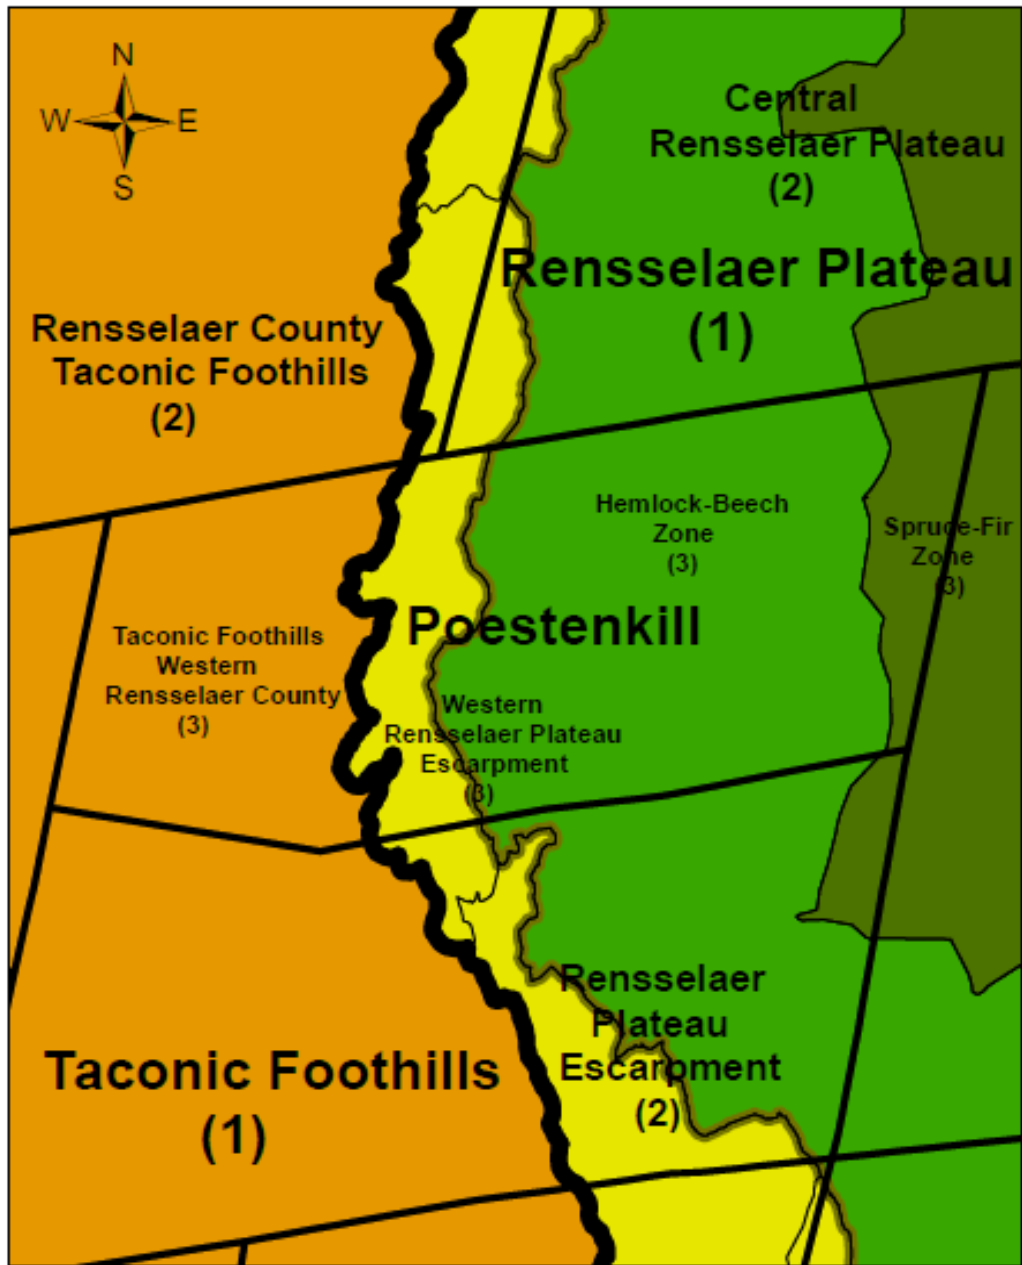 N
W
E
S
Central
Rensselaer Plateau
(2)
Rensselaer Plateau
(1)
Rensselaer County
Taconic Foothills
(2)
Hemlock-Beech
Zone
(3)
Spruce-Fir
Zone
(3)
Poestenkill
Taconic Foothills
Western
Rensselaer County
(3)
Western
Rensselaer Plateau
Escarpment
(3)
Rensselaer
Plateau
Escarpment
(2)
Taconic Foothills
(1)